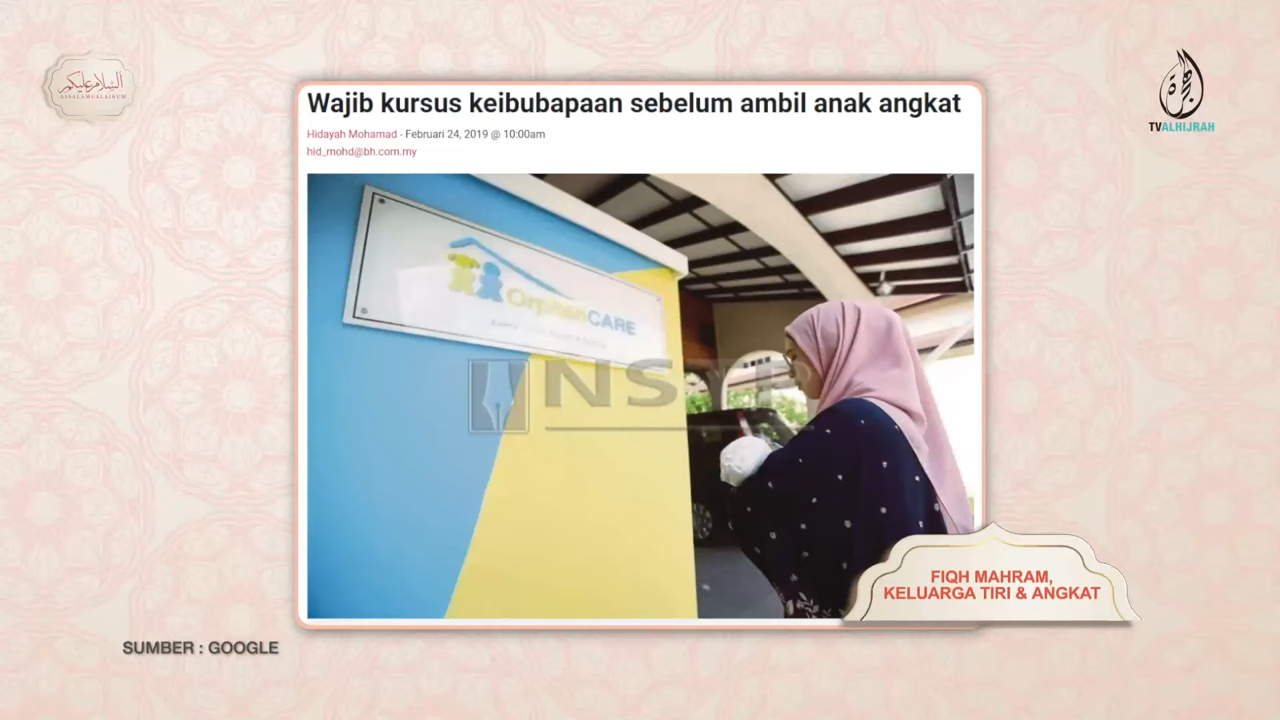 السلام عليكم
ASSALAMUALAIKUM
TVALHIJRAH
Wajib kursus keibubapaan sebelum ambil anak angkat
Hidayah Mohamad - Februari 24, 2019 @ 10:00am
hid_mohd@bh.com.my
OrphanCARE
NSTP
FIQH MAHRAM,
KELUARGA TIRI & ANGKAT
SUMBER : GOOGLE